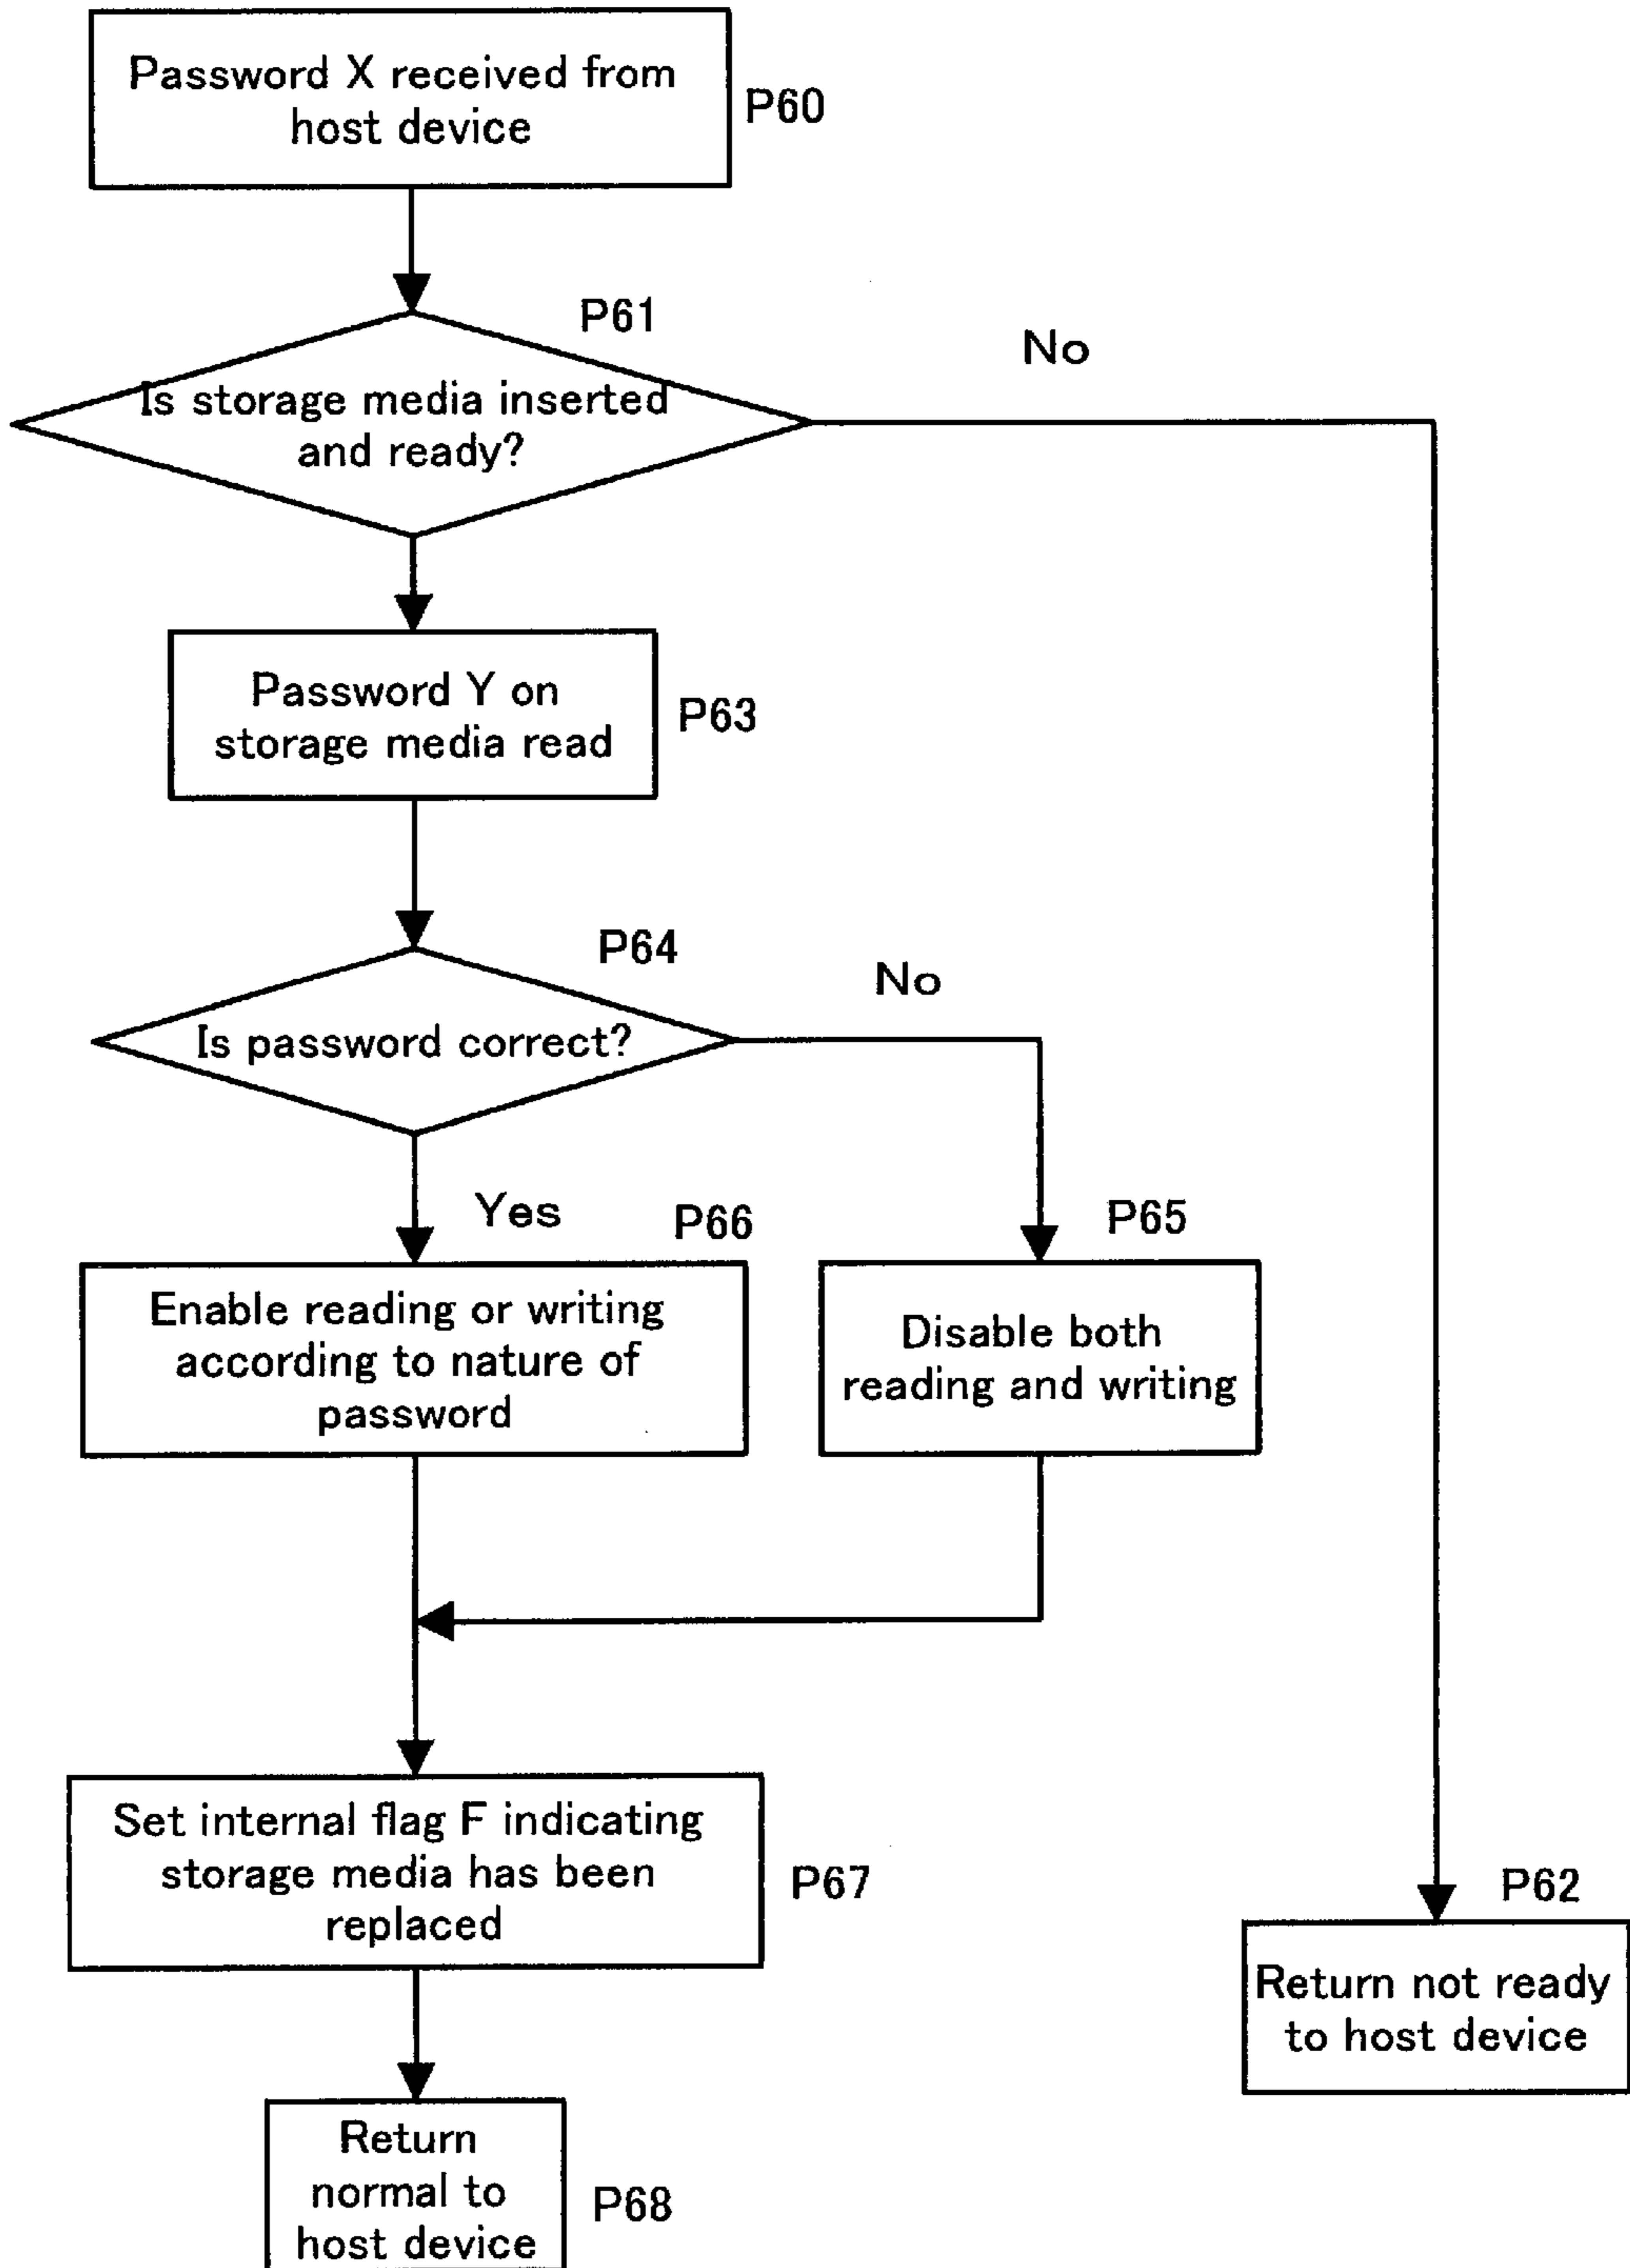 Password X received from
host device
P60
P61
No
Is storage media inserted
and ready?
Password Y on
storage media read
P63
P64
No
Is password correct?
Yes
P66
P65
Enable reading or writing
according to nature of
password
Disable both
reading and writing
Set internal flag F indicating
storage media has been
replaced
P67
P62
Return not ready
to host device
Return
normal to
host device
P68